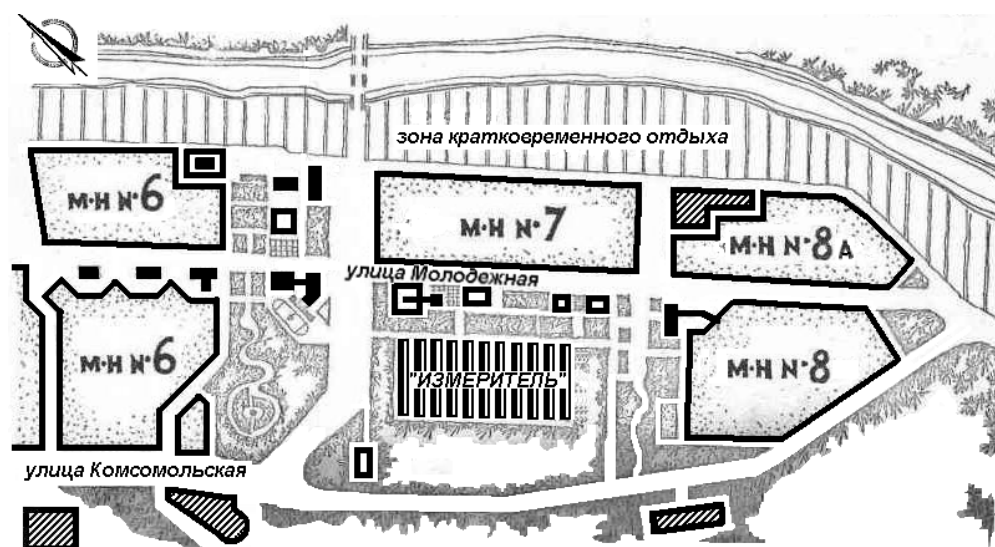 зона кратковременного отдыха
м-н №6
м-н №7
м-н №8А
улица Молодежная
м-н №6
"ИЗМЕРИТЕЛЬ"
м-н №8
улица Комсомольская